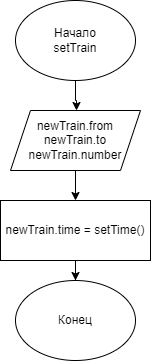 Начало
setTrain
newTrain.from
newTrain.to
newTrain.number
newTrain.time = setTime()
Конец